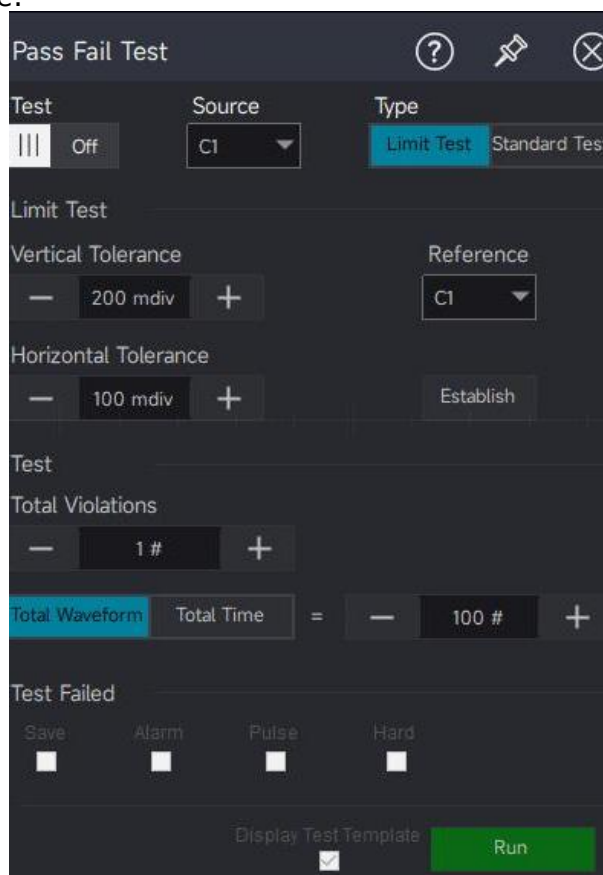 e.
Pass Fail Test ?
Test Source Type
Off C1 Limit Test Standard Test
Limit Test
Vertical Tolerance Reference
— 200 mdiv + C1
Horizontal Tolerance
— 100 mdiv + Establish
Test
Total Violations
— 1 # +
Total Waveform Total Time = — 100 # +
Test Failed
Save Alarm Pulse Hard
Display Test Template
Run